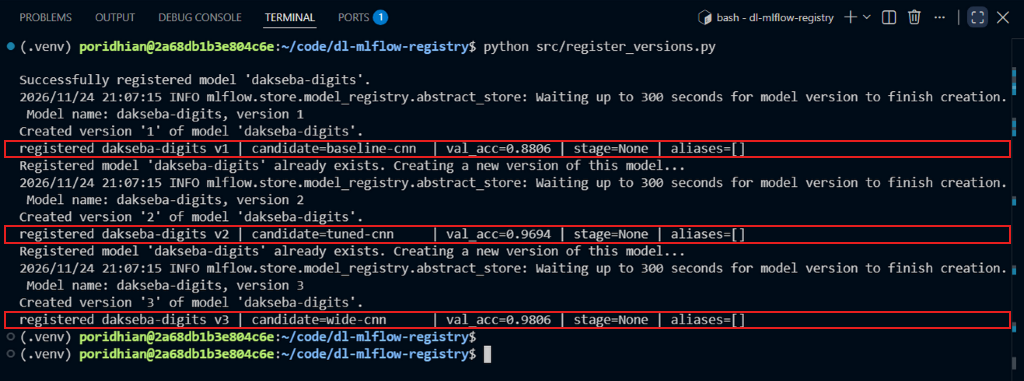 PROBLEMS OUTPUT DEBUG CONSOLE TERMINAL PORTS 1 bash - dl-mlflow-registry
(.venv) poridhian@2a68db1b3e804c6e:~/code/dl-mlflow-registry$ python src/register_versions.py
Successfully registered model 'dakseba-digits'.
2026/11/24 21:07:15 INFO mlflow.store.model_registry.abstract_store: Waiting up to 300 seconds for model version to finish creation.
Model name: dakseba-digits, version 1
Created version '1' of model 'dakseba-digits'.
registered dakseba-digits v1 | candidate=baseline-cnn | val_acc=0.8806 | stage=None | aliases=[]
Registered model 'dakseba-digits' already exists. Creating a new version of this model...
2026/11/24 21:07:15 INFO mlflow.store.model_registry.abstract_store: Waiting up to 300 seconds for model version to finish creation.
Model name: dakseba-digits, version 2
Created version '2' of model 'dakseba-digits'.
registered dakseba-digits v2 | candidate=tuned-cnn | val_acc=0.9694 | stage=None | aliases=[]
Registered model 'dakseba-digits' already exists. Creating a new version of this model...
2026/11/24 21:07:15 INFO mlflow.store.model_registry.abstract_store: Waiting up to 300 seconds for model version to finish creation.
Model name: dakseba-digits, version 3
Created version '3' of model 'dakseba-digits'.
registered dakseba-digits v3 | candidate=wide-cnn | val_acc=0.9806 | stage=None | aliases=[]
(.venv) poridhian@2a68db1b3e804c6e:~/code/dl-mlflow-registry$
(.venv) poridhian@2a68db1b3e804c6e:~/code/dl-mlflow-registry$